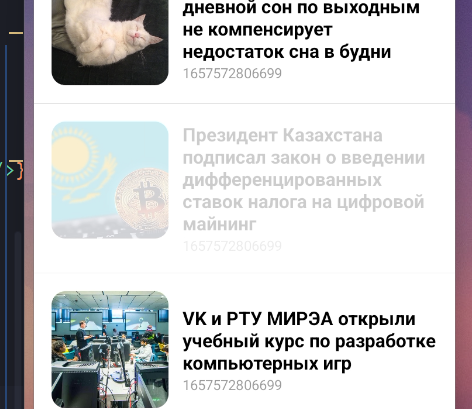 дневной сон по выходным
не компенсирует
недостаток сна в будни
1657572806699
Президент Казахстана
подписал закон о введении
дифференцированных
ставок налога на цифровой
майнинг
1657572806699
VK и РТУ МИРЭА открыли
учебный курс по разработке
компьютерных игр
1657572806699